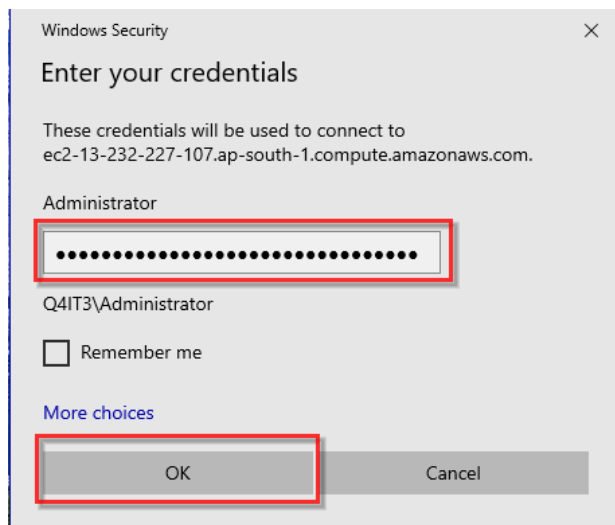 Windows Security
Enter your credentials
These credentials will be used to connect to
ec2-13-232-227-107.ap-south-1.compute.amazonaws.com.
Administrator
••••••••••••••••••••••••••••••••
Q4IT3\Administrator
Remember me
More choices
OK
Cancel